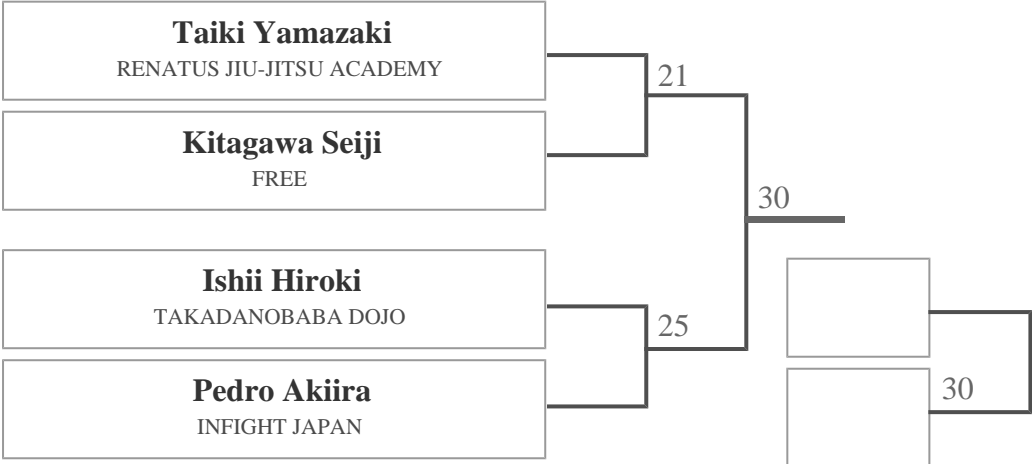 Taiki Yamazaki
RENATUS JIU-JITSU ACADEMY
21
Kitagawa Seiji
FREE
30
Ishii Hiroki
TAKADANOBABA DOJO
25
Pedro Akiira
INFIGHT JAPAN
30